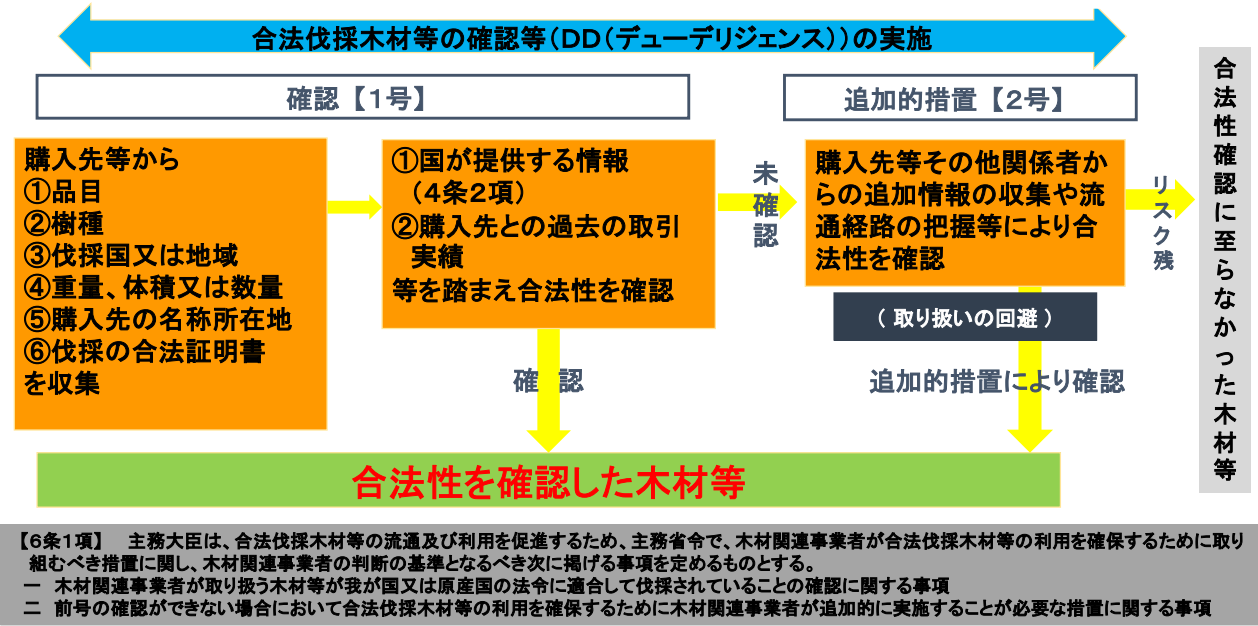 合法伐採木材等の確認等（ＤＤ（デューデリジェンス））の実施
確認【１号】
追加的措置【２号】
購入先等から
①品目
②樹種
③伐採国又は地域
④重量、体積又は数量
⑤購入先の名称所在地
⑥伐採の合法証明書
を収集
①国が提供する情報
（４条２項）
②購入先との過去の取引
実績
等を踏まえ合法性を確認
未確認
購入先等その他関係者か
らの追加情報の収集や流
通経路の把握等により合
法性を確認
リスク残
（取り扱いの回避）
確認
追加的措置により確認
合法性確認に至らなかった木材等
合法性を確認した木材等
【６条１項】　主務大臣は、合法伐採木材等の流通及び利用を促進するため、主務省令で、木材関連事業者が合法伐採木材等の利用を確保するために取り
組むべき措置に関し、木材関連事業者の判断の基準となるべき次に掲げる事項を定めるものとする。
一　木材関連事業者が取り扱う木材等が我が国又は原産国の法令に適合して伐採されていることの確認に関する事項
二　前号の確認ができない場合において合法伐採木材等の利用を確保するために木材関連事業者が追加的に実施することが必要な措置に関する事項